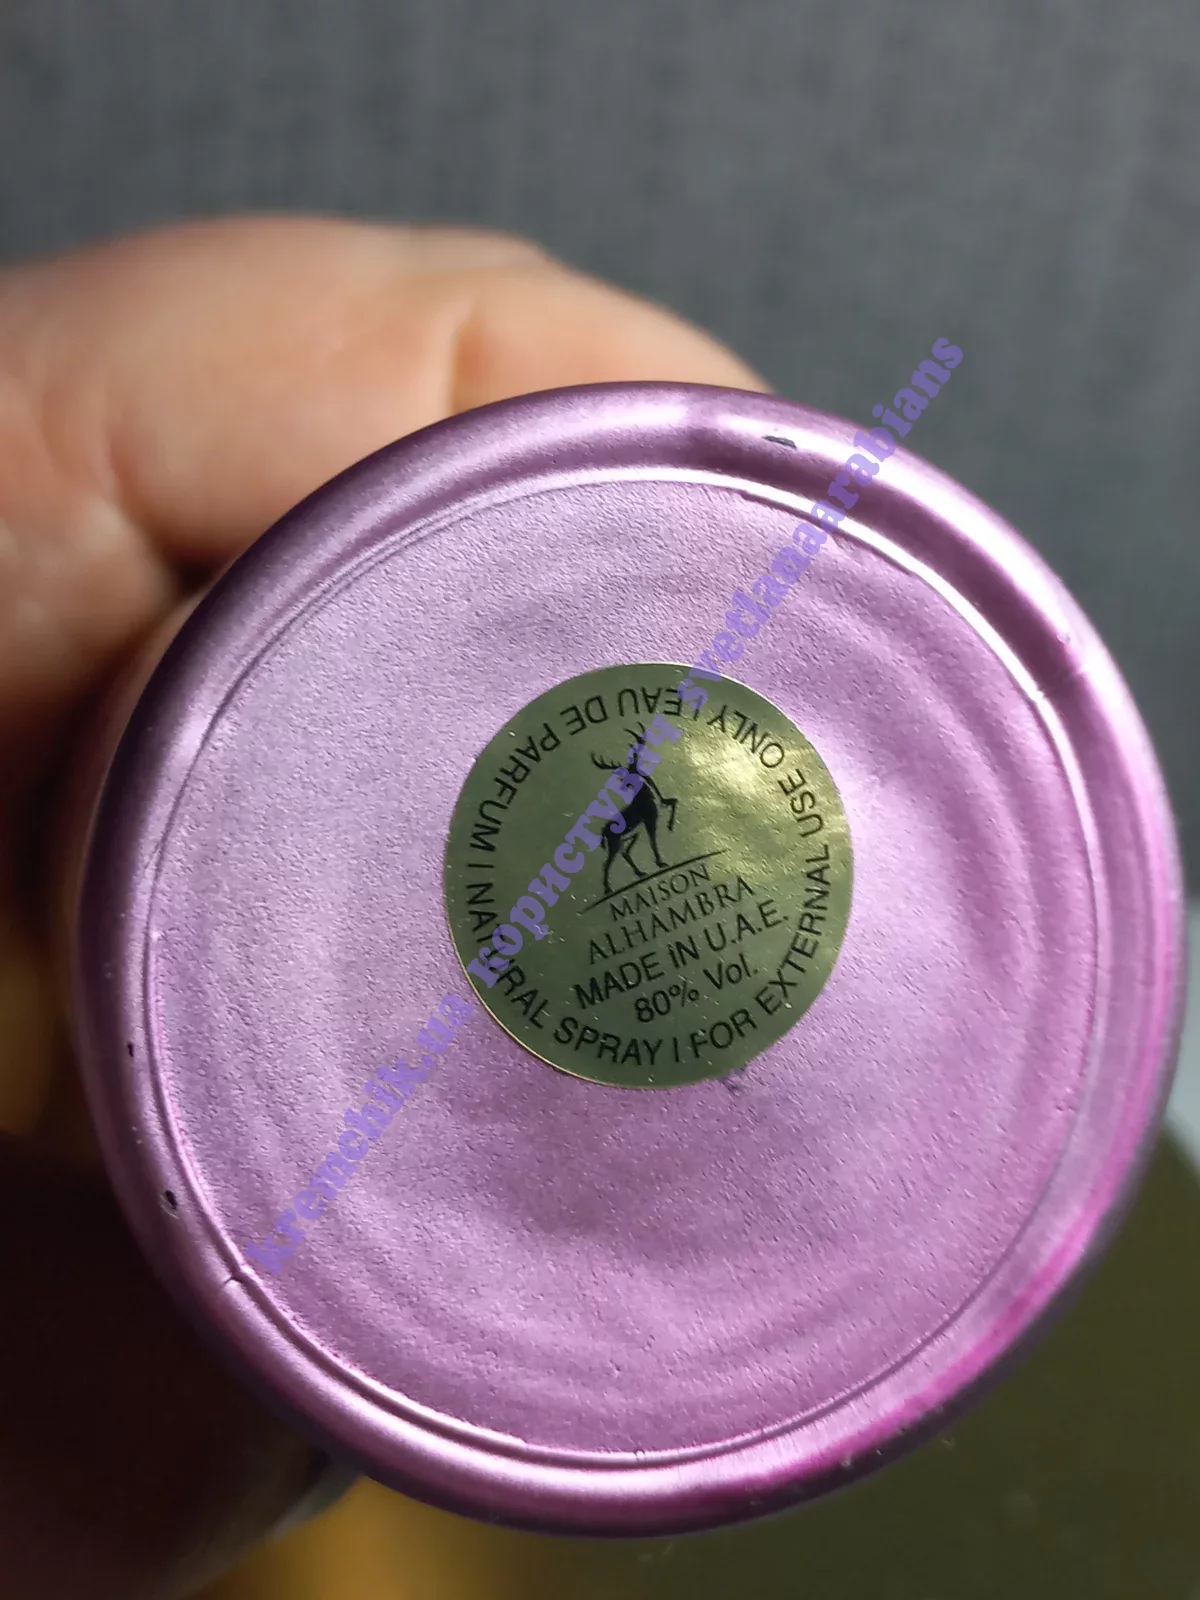 MAISON
ALHAMBRA
MADE iN U.A.E.
80% Vol.
EAU DE PARFUM | NATURAL SPRAY | FOR EXTERNAL USE ONLY |
kremchik.ua користувач svetlanaarabians